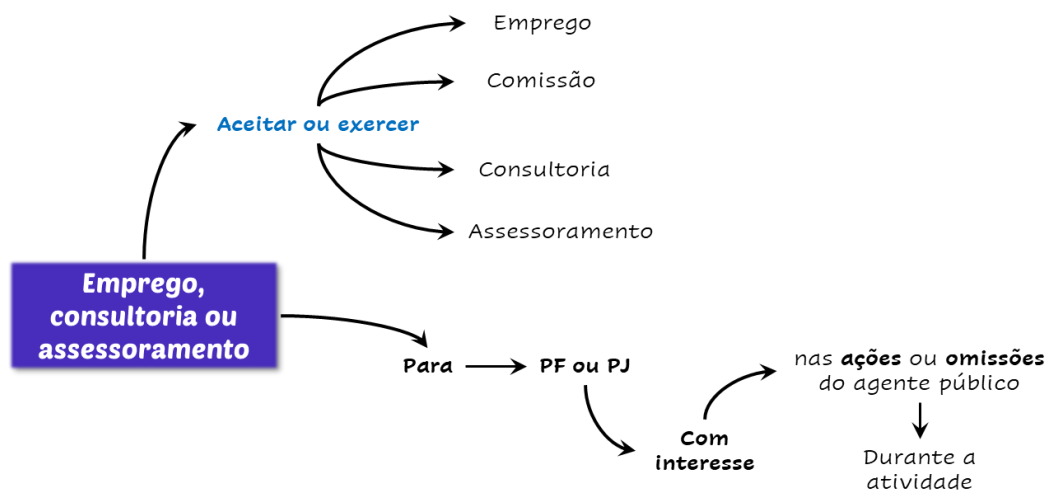 Emprego
Comissão
Aceitar ou exercer
Consultoria
Assessoramento
Emprego,
consultoria ou
assessoramento
Para
PF ou PJ
nas ações ou omissões
do agente público
Com
interesse
Durante a
atividade